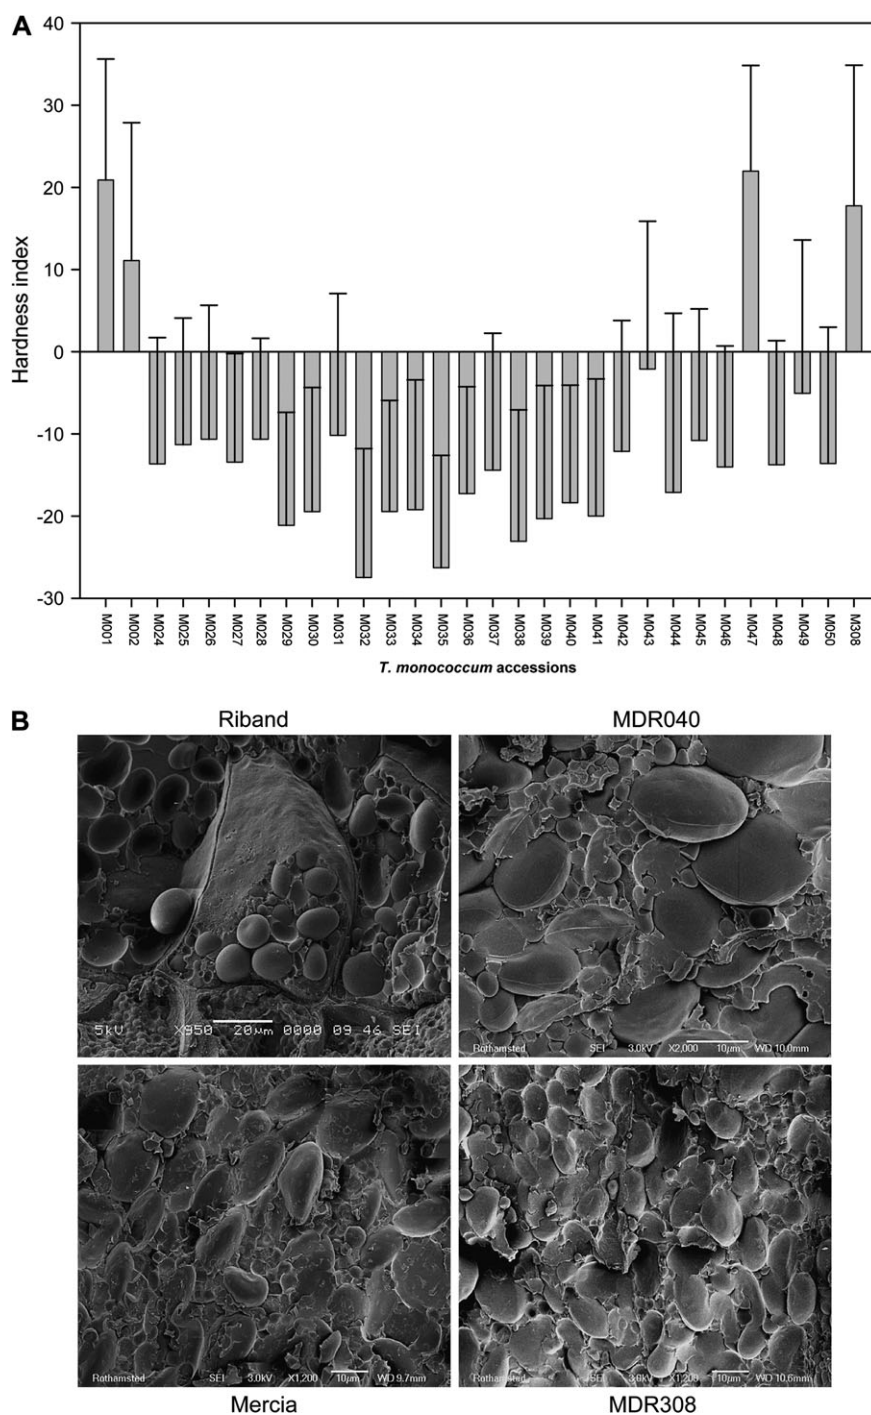 A
40
30
20
10
0
-10
-20
-30
Hardness index
M001 M002 M024 M025 M026 M027 M028 M029 M030 M031 M032 M033 M034 M035 M036 M037 M038 M039 M040 M041 M042 M043 M044 M045 M046 M047 M048 M049 M050 M308
T. monococcum accessions
B
Riband MDR040
5kV X950 20µm 0000 09 46 SEI
Rothamsted SEI 3.0kV X2,000 10µm WD 10.0mm
Rothamsted SEI 3.0kV X1,200 10µm WD 9.7mm
Rothamsted SEI 3.0kV X1,200 10µm WD 10.6mm
Mercia MDR308